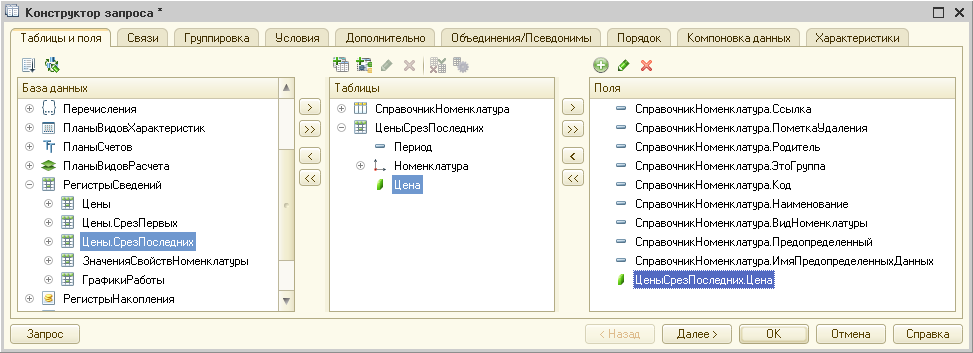 Конструктор запроса *
Таблицы и поля Связи Группировка Условия Дополнительно Объединения/Псевдонимы Порядок Компоновка данных Характеристики
База данных
Перечисления
ПланыВидовХарактеристик
ПланыСчетов
ПланыВидовРасчета
РегистрыСведений
Цены
Цены.СрезПервых
Цены.СрезПоследних
ЗначенияСвойствНоменклатуры
ГрафикиРаботы
РегистрыНакопления
>
>>
<
<<
Таблицы
СправочникНоменклатура
ЦеныСрезПоследних
Период
Номенклатура
Цена
>
>>
<
<<
Поля
СправочникНоменклатура.Ссылка
СправочникНоменклатура.ПометкаУдаления
СправочникНоменклатура.Родитель
СправочникНоменклатура.ЭтоГруппа
СправочникНоменклатура.Код
СправочникНоменклатура.Наименование
СправочникНоменклатура.ВидНоменклатуры
СправочникНоменклатура.Предопределенный
СправочникНоменклатура.ИмяПредопределенныхДанных
ЦеныСрезПоследних.Цена
Запрос < Назад Далее > OK Отмена Справка